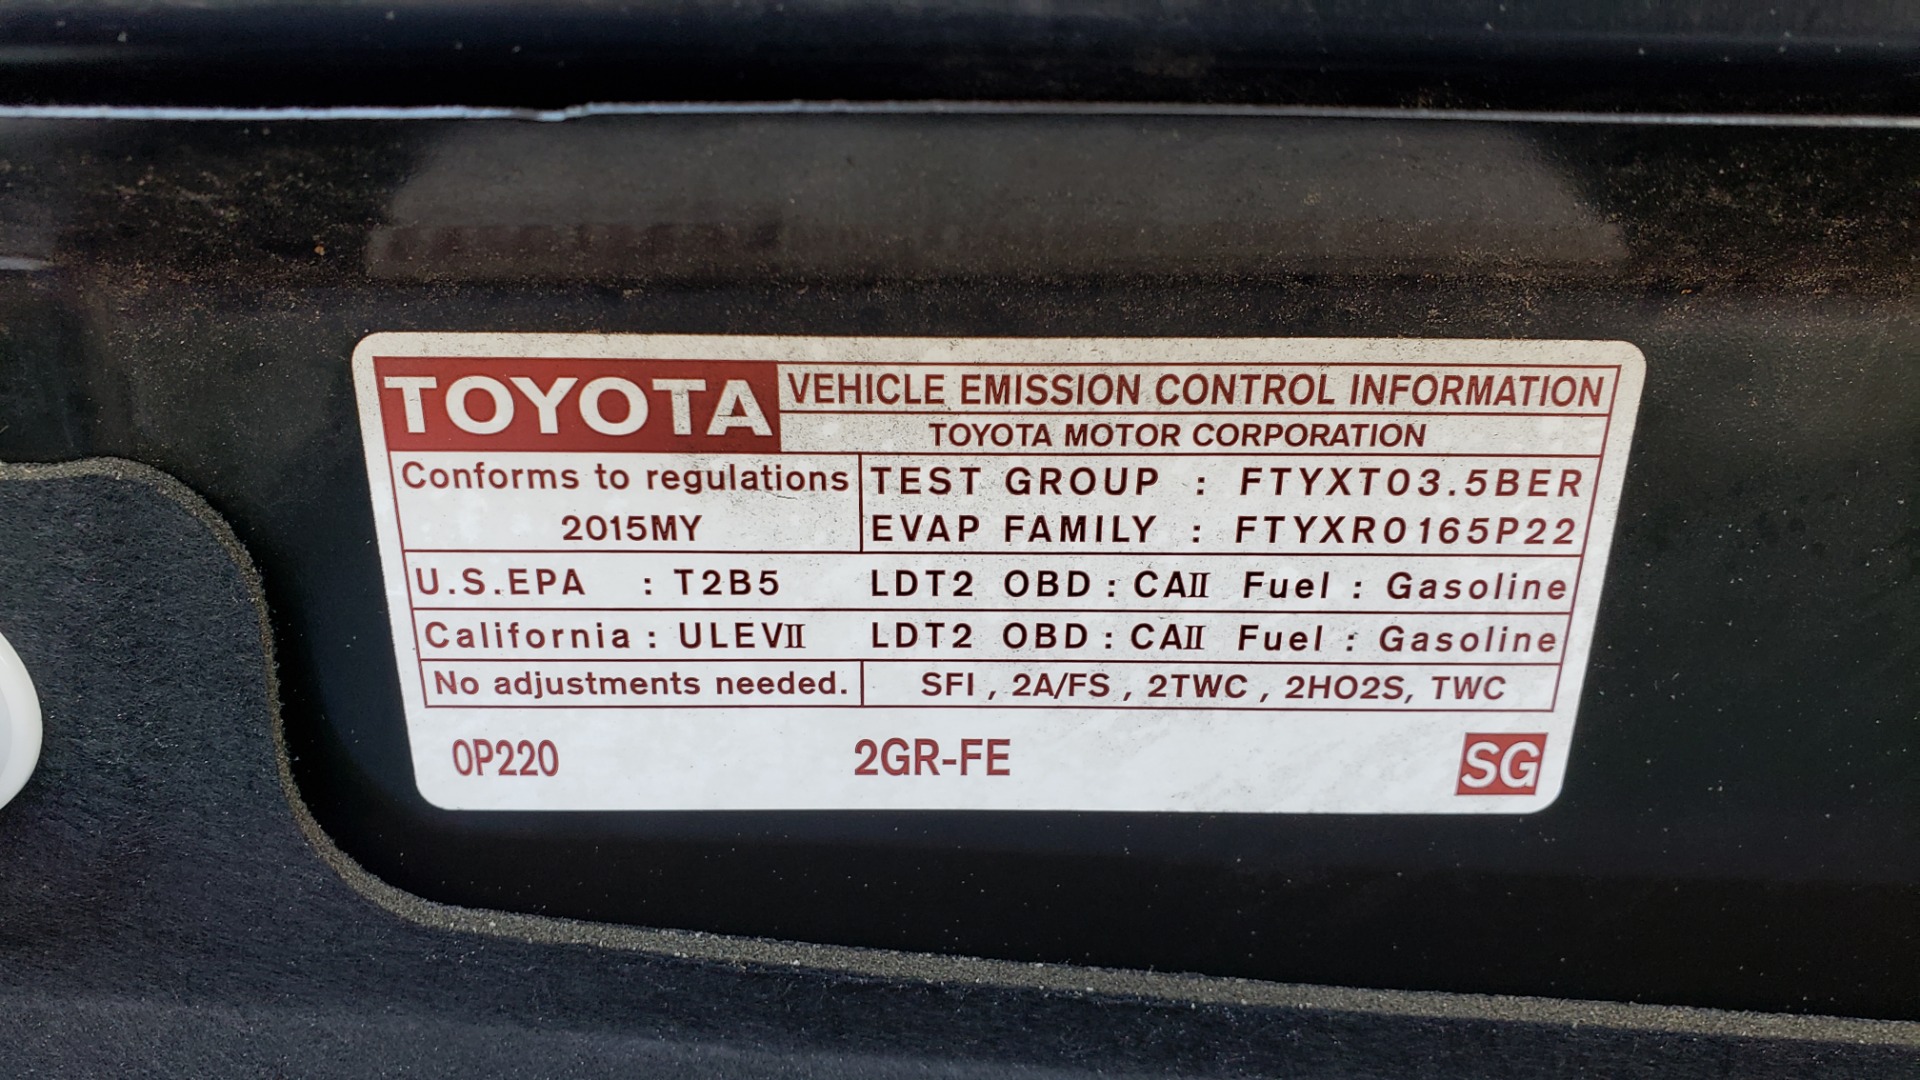 TOYOTA VEHICLE EMISSION CONTROL INFORMATION
TOYOTA MOTOR CORPORATION
Conforms to regulations
2015MY
TEST GROUP : FTYXT03.5BER
EVAP FAMILY : FTYXR0165P22
U.S.EPA : T2B5 LDT2 OBD : CAⅡ Fuel : Gasoline
California : ULEVⅡ LDT2 OBD : CAⅡ Fuel : Gasoline
No adjustments needed. SFI , 2A/FS , 2TWC , 2HO2S, TWC
0P220 2GR-FE SG